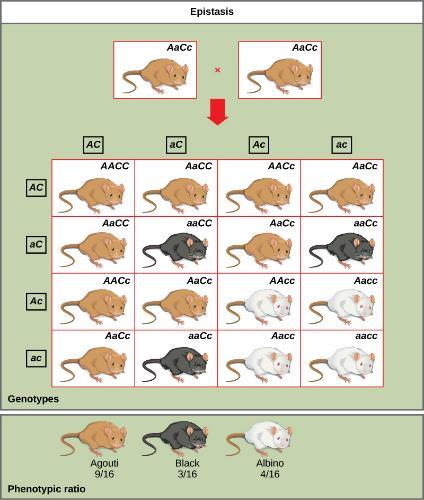 Epistasis
AaCc
×
AaCc
AC
aC
Ac
ac
AC
AACC
AaCC
AACc
AaCc
aC
AaCC
aaCC
AaCc
aaCc
Ac
AACc
AaCc
AAcc
Aacc
ac
AaCc
aaCc
Aacc
aacc
Genotypes
Agouti
9/16
Black
3/16
Albino
4/16
Phenotypic ratio